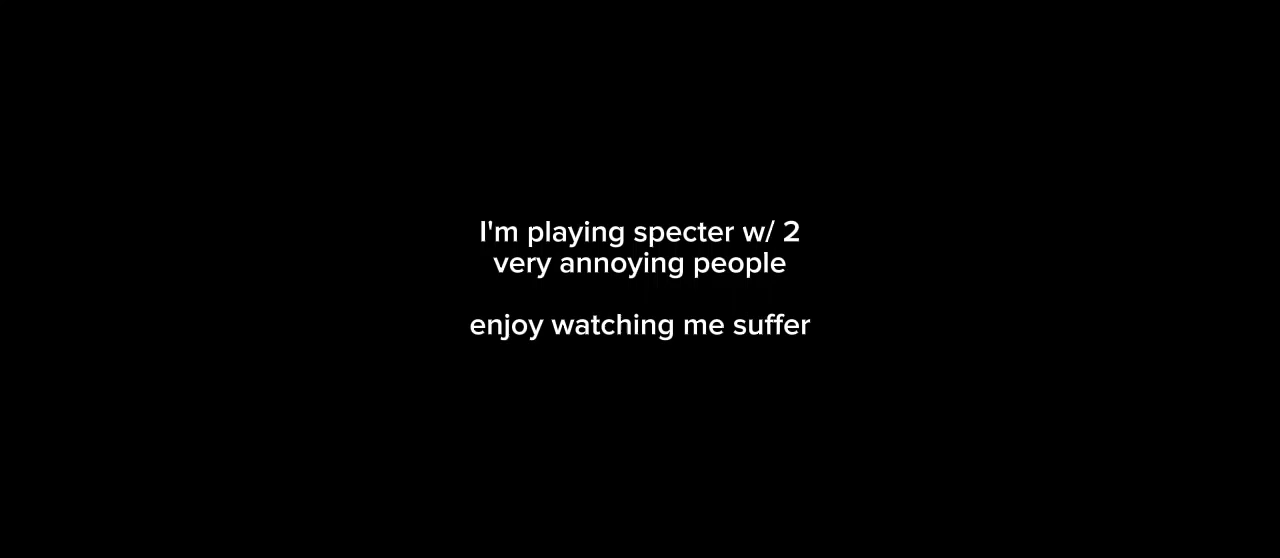 I'm playing specter w/ 2
very annoying people
enjoy watching me suffer